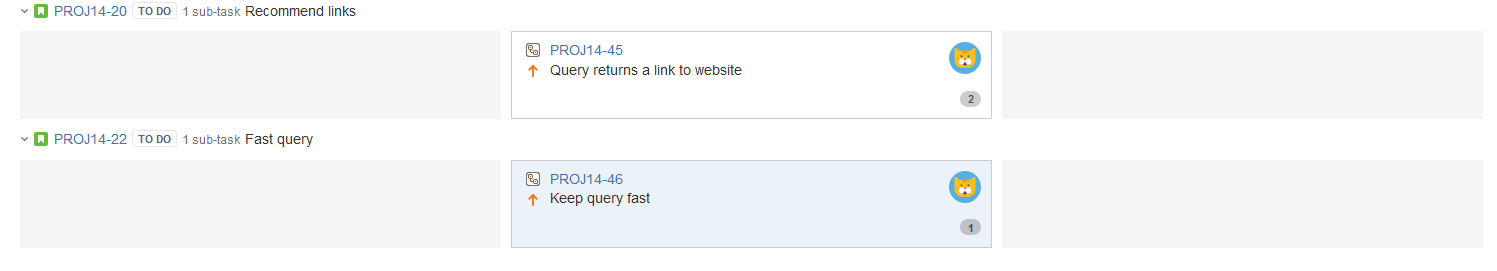 PROJ14-20 TO DO 1 sub-task Recommend links
PROJ14-45
Query returns a link to website
2
PROJ14-22 TO DO 1 sub-task Fast query
PROJ14-46
Keep query fast
1